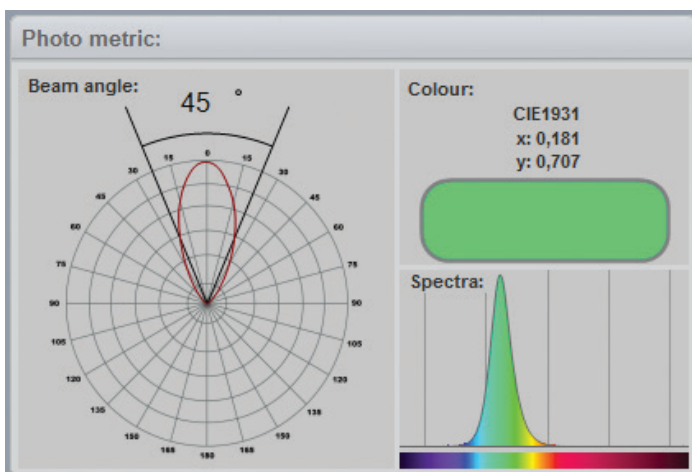 Photo metric:
Beam angle:
45 °
0
15 15
30 30
45 45
60 60
75 75
90 90
105 105
120 120
135 135
150 150
165 165
180
Colour:
CIE1931
x: 0,181
y: 0,707
Spectra: